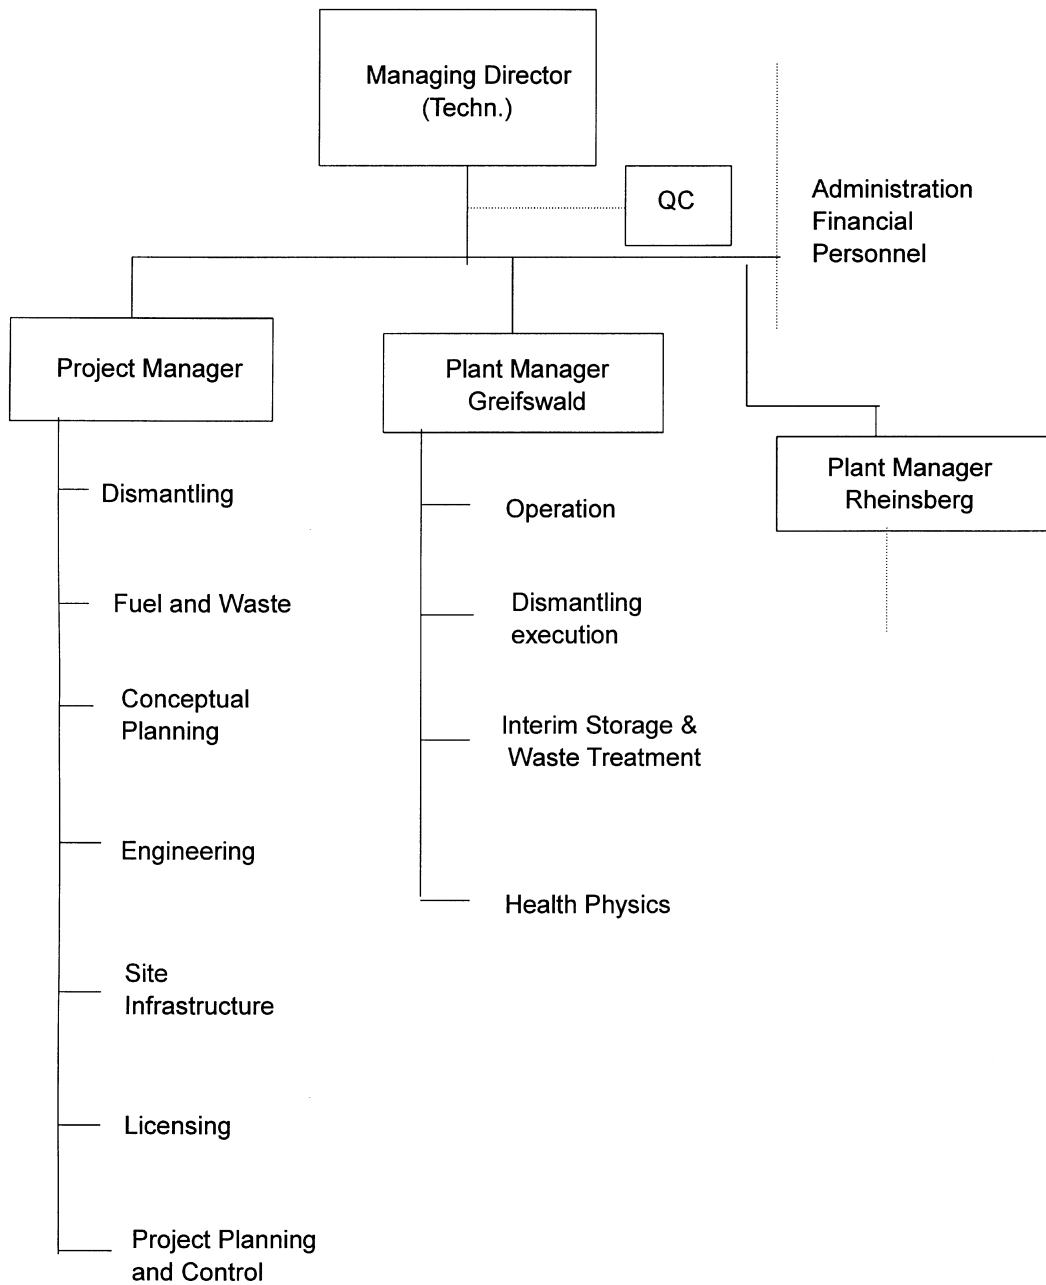 Managing Director
(Techn.)
QC
Administration
Financial
Personnel
Project Manager
Plant Manager
Greifswald
Plant Manager
Rheinsberg
Dismantling
Fuel and Waste
Conceptual
Planning
Engineering
Site
Infrastructure
Licensing
Project Planning
and Control
Operation
Dismantling
execution
Interim Storage &
Waste Treatment
Health Physics